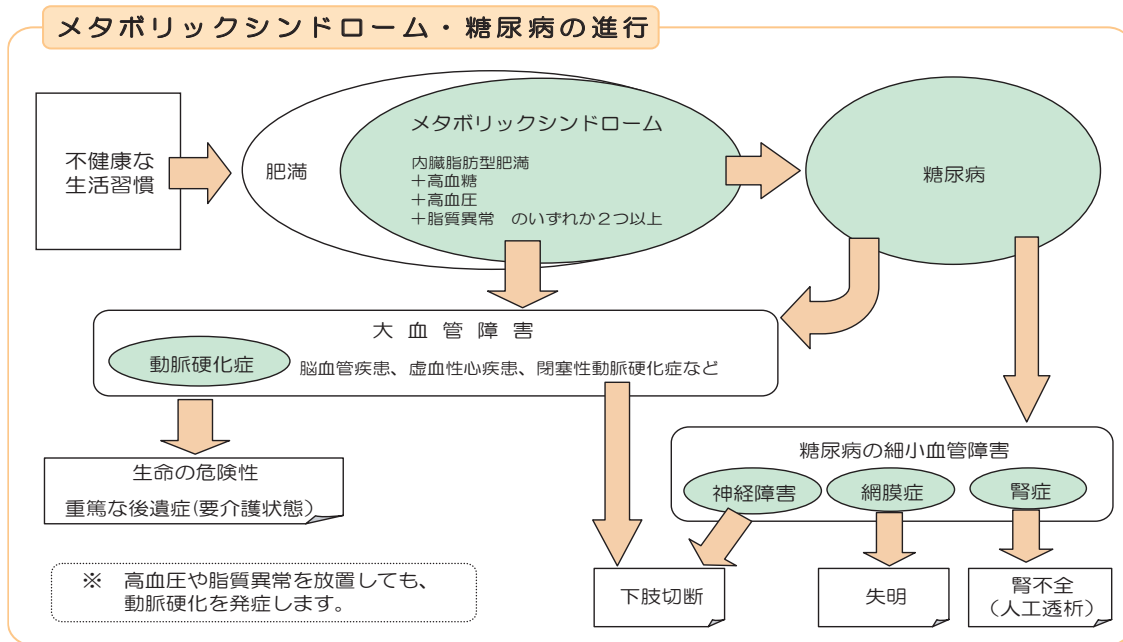 メタボリックシンドローム・糖尿病の進行
不健康な
生活習慣
肥満
メタボリックシンドローム
内臓脂肪型肥満
＋高血糖
＋高血圧
＋脂質異常　のいずれか２つ以上
糖尿病
大血管障害
動脈硬化症
脳血管疾患、虚血性心疾患、閉塞性動脈硬化症など
生命の危険性
重篤な後遺症(要介護状態)
糖尿病の細小血管障害
神経障害
網膜症
腎症
※　高血圧や脂質異常を放置しても、
動脈硬化を発症します。
下肢切断
失明
腎不全
（人工透析）